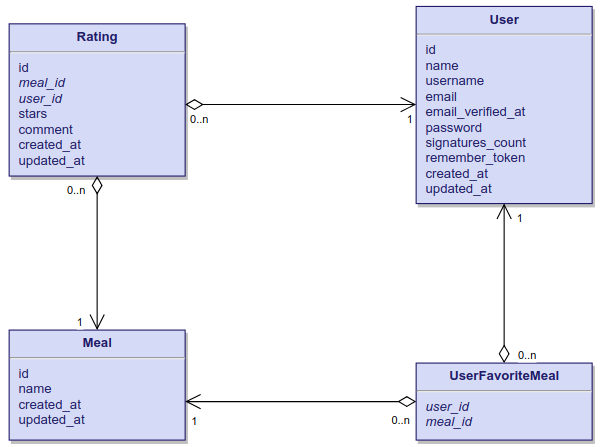 Rating
id
meal_id
user_id
stars
comment
created_at
updated_at
0..n
1
User
id
name
username
email
email_verified_at
password
signatures_count
remember_token
created_at
updated_at
0..n
1
1
0..n
Meal
id
name
created_at
updated_at
1
0..n
UserFavoriteMeal
user_id
meal_id